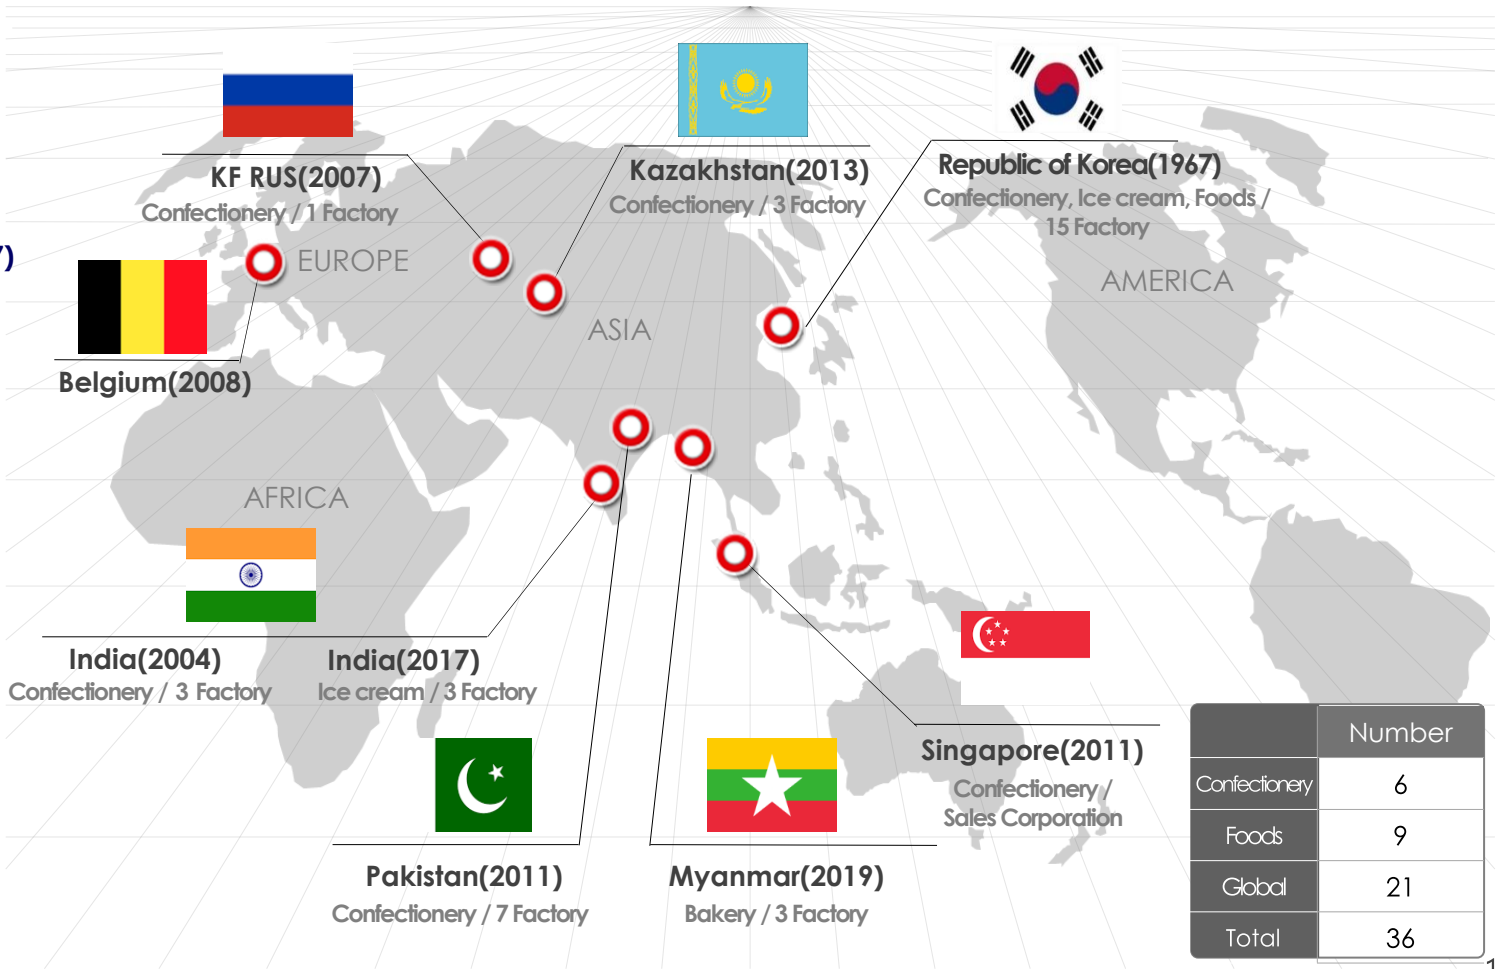 KF RUS(2007)
Confectionery / 1 Factory
Kazakhstan(2013)
Confectionery / 3 Factory
Republic of Korea(1967)
Confectionery, Ice cream, Foods /
15 Factory
7)
EUROPE
AMERICA
ASIA
Belgium(2008)
AFRICA
India(2004)
Confectionery / 3 Factory
India(2017)
Ice cream / 3 Factory
Singapore(2011)
Confectionery /
Sales Corporation
Pakistan(2011)
Confectionery / 7 Factory
Myanmar(2019)
Bakery / 3 Factory
Number
Confectionery 6
Foods 9
Global 21
Total 36
1